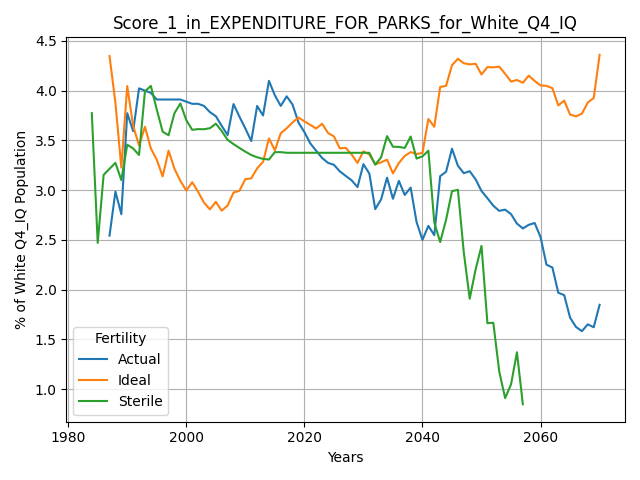 Score_1_in_EXPENDITURE_FOR_PARKS_for_White_Q4_IQ
% of White Q4_IQ Population
4.5
4.0
3.5
3.0
2.5
2.0
1.5
1.0
Fertility
Actual
Ideal
Sterile
1980
2000
2020
2040
2060
Years